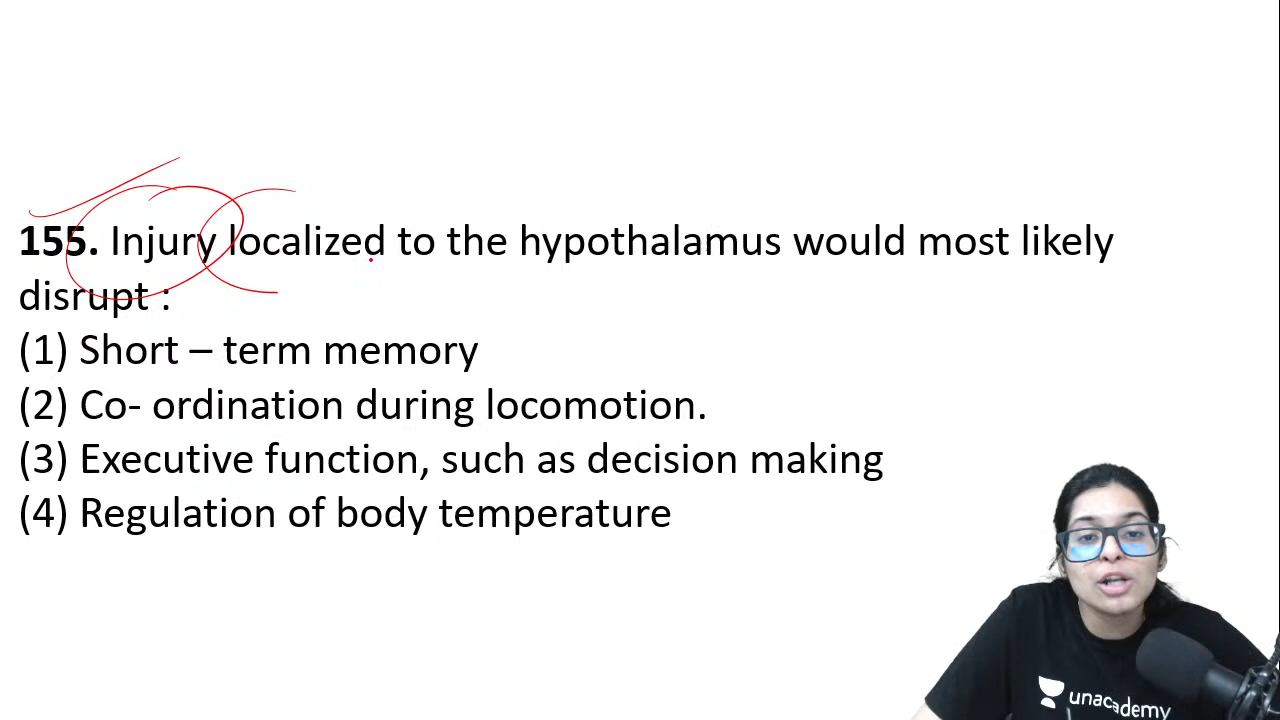 155. Injury localized to the hypothalamus would most likely
disrupt :
(1) Short – term memory
(2) Co- ordination during locomotion.
(3) Executive function, such as decision making
(4) Regulation of body temperature
unacademy